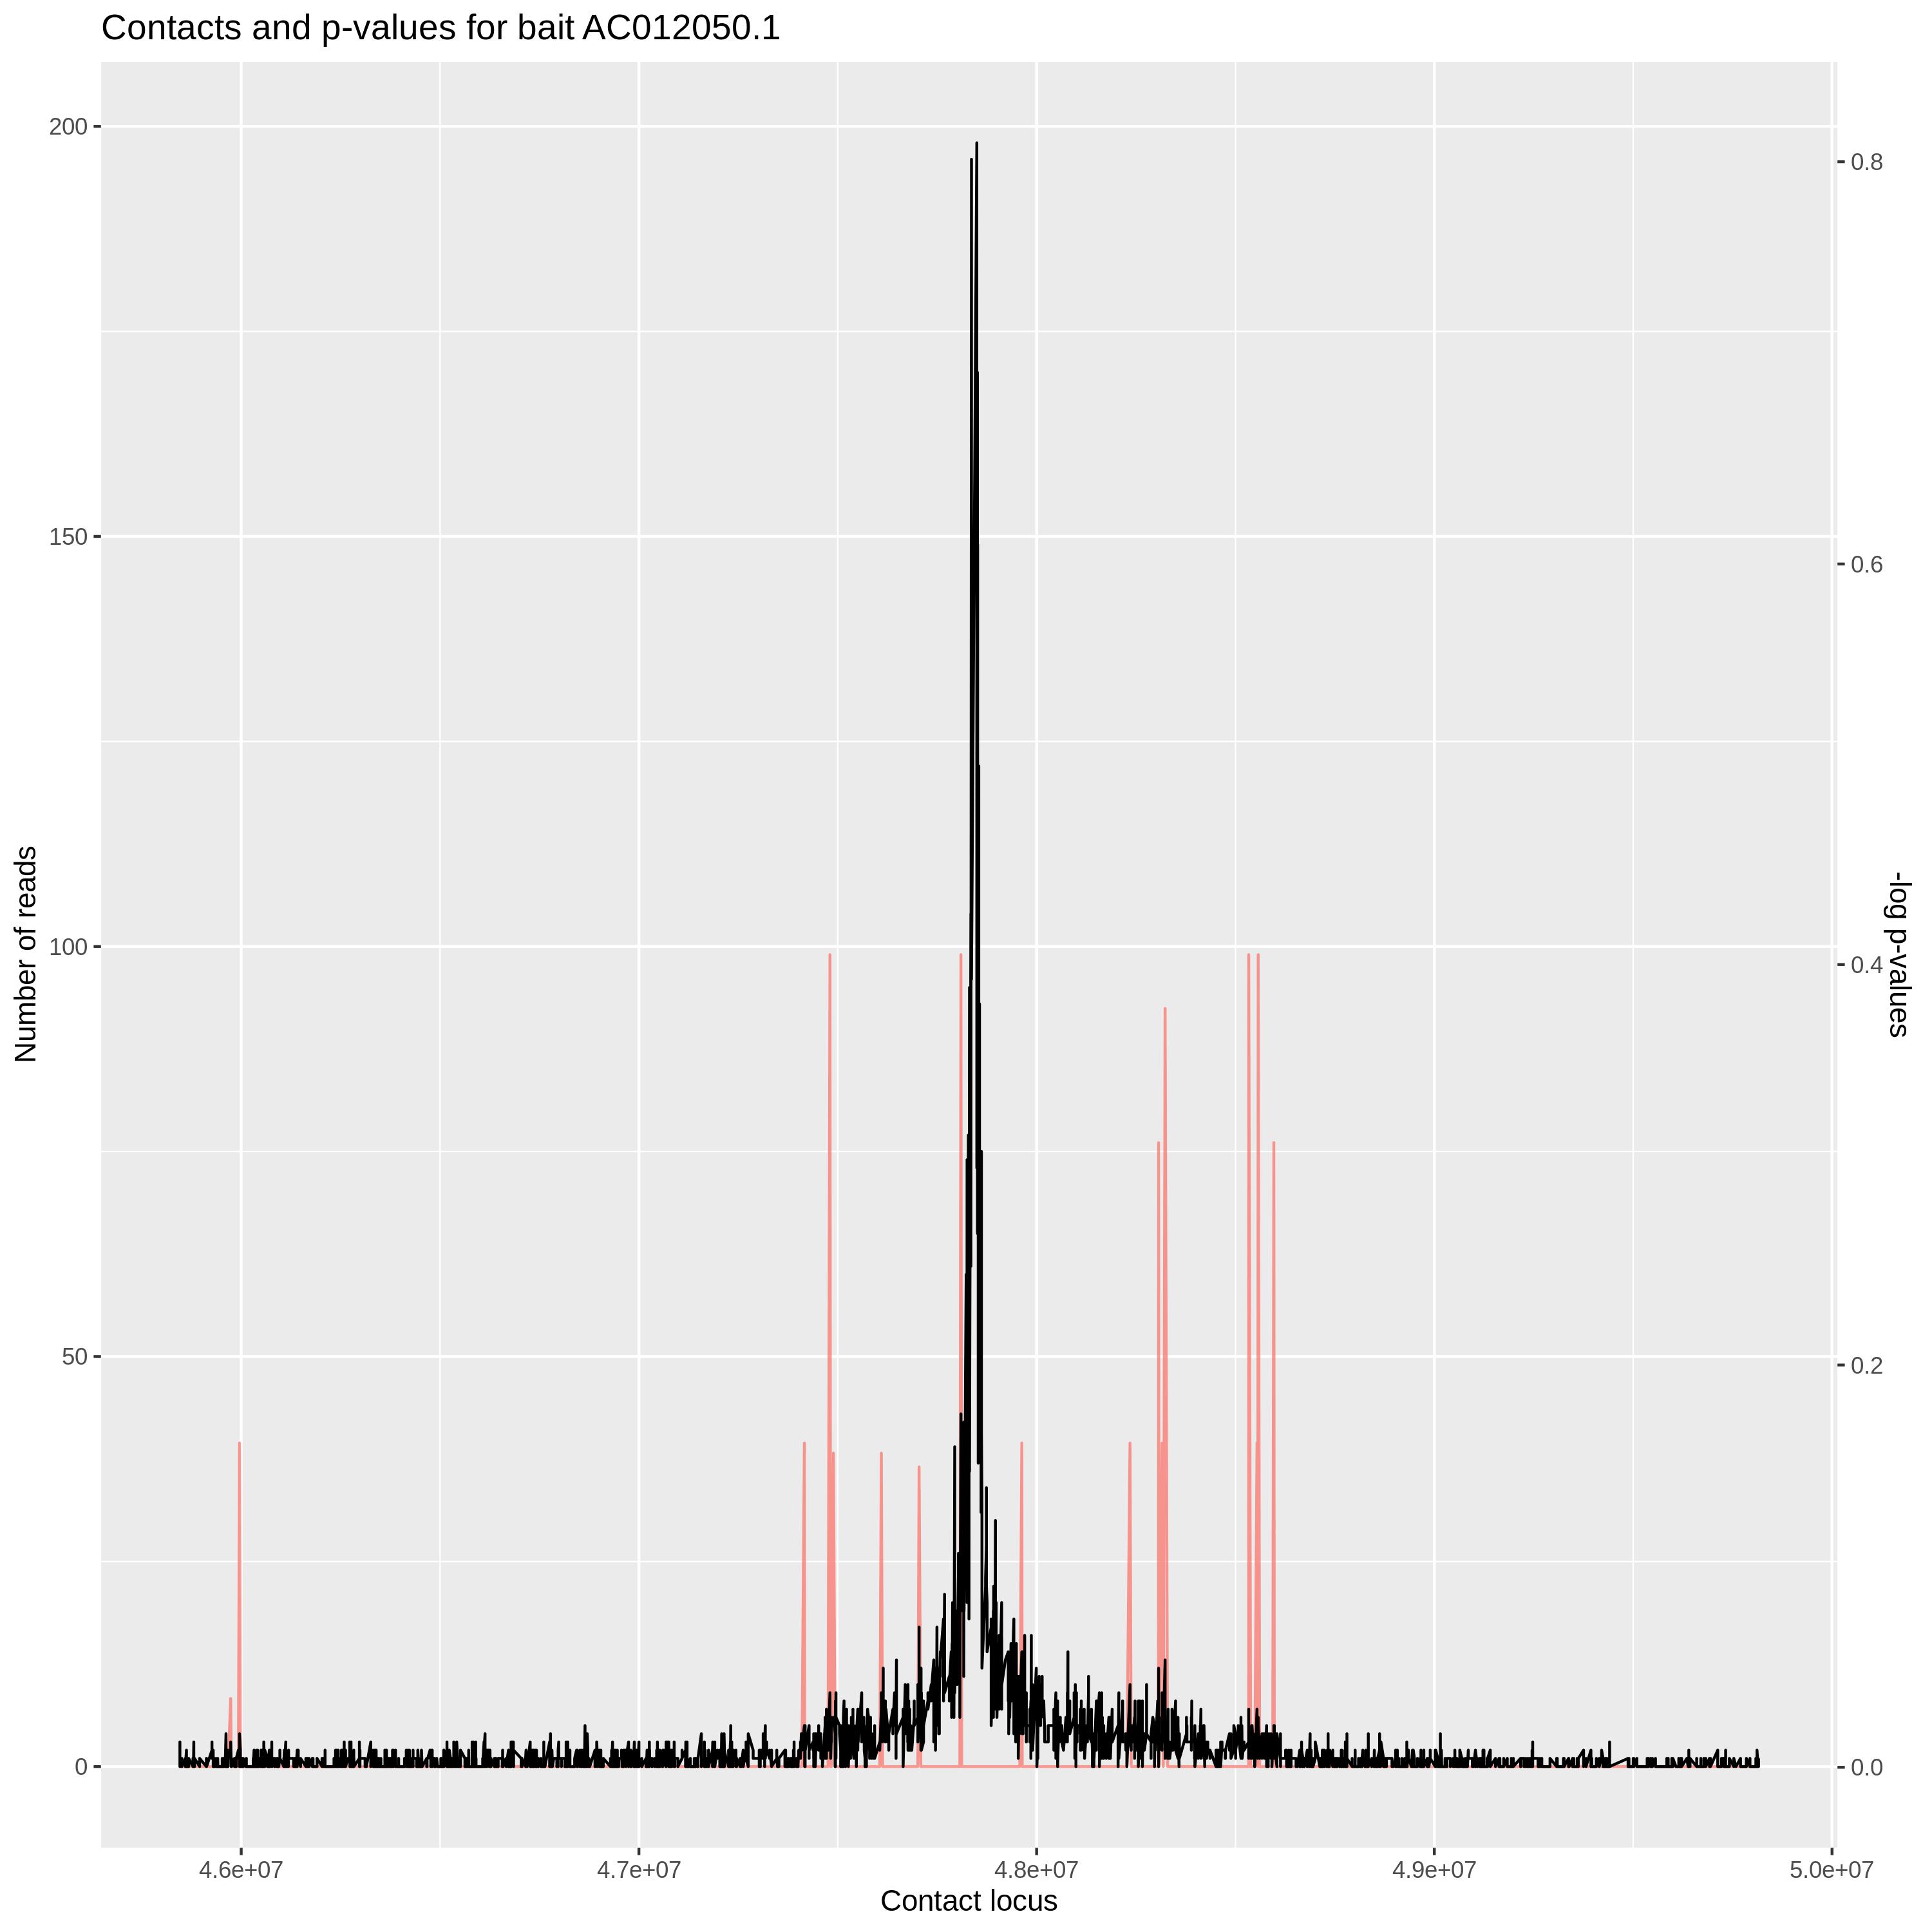 Contacts and p-values for bait AC012050.1
200
150
100
50
0
Number of reads
0.8
0.6
0.4
0.2
0.0
-log p-values
4.6e+07 4.7e+07 4.8e+07 4.9e+07 5.0e+07
Contact locus